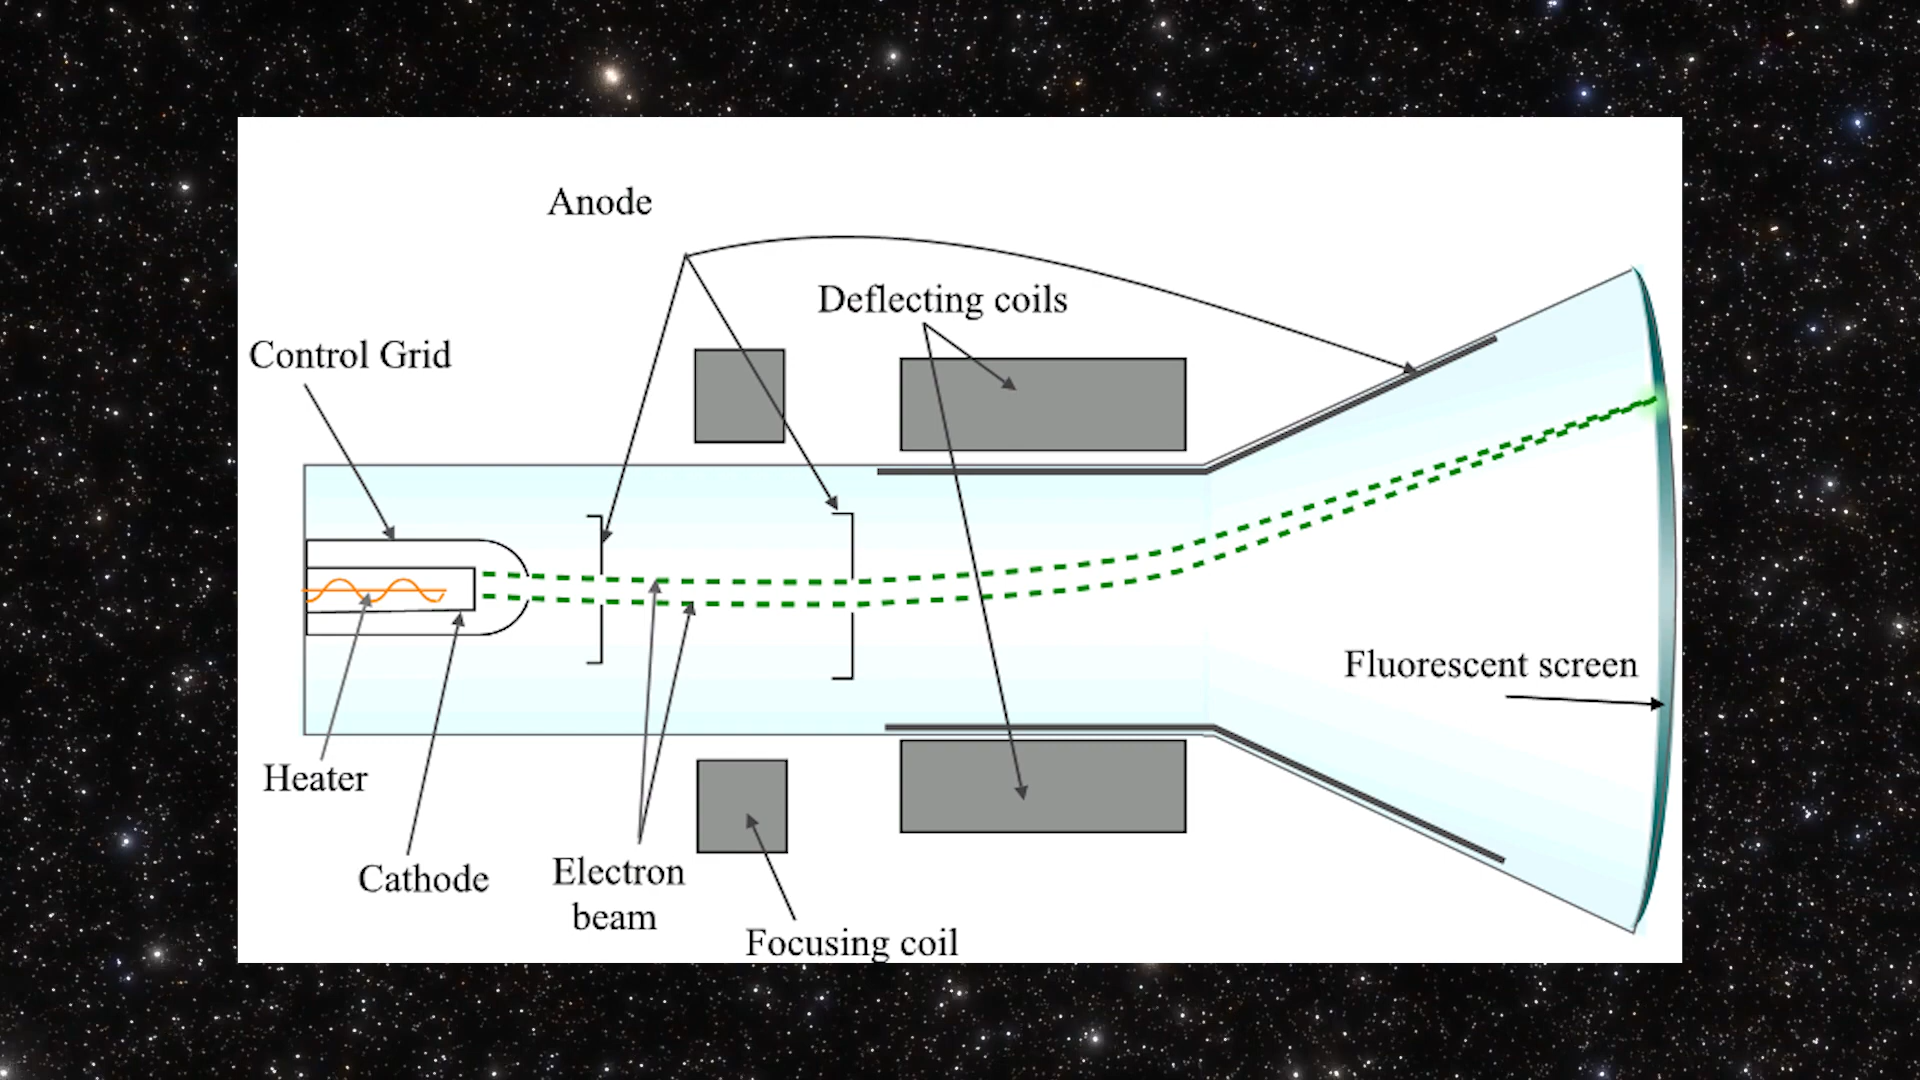 Anode
Deflecting coils
Control Grid
Fluorescent screen
Heater
Cathode
Electron
beam
Focusing coil